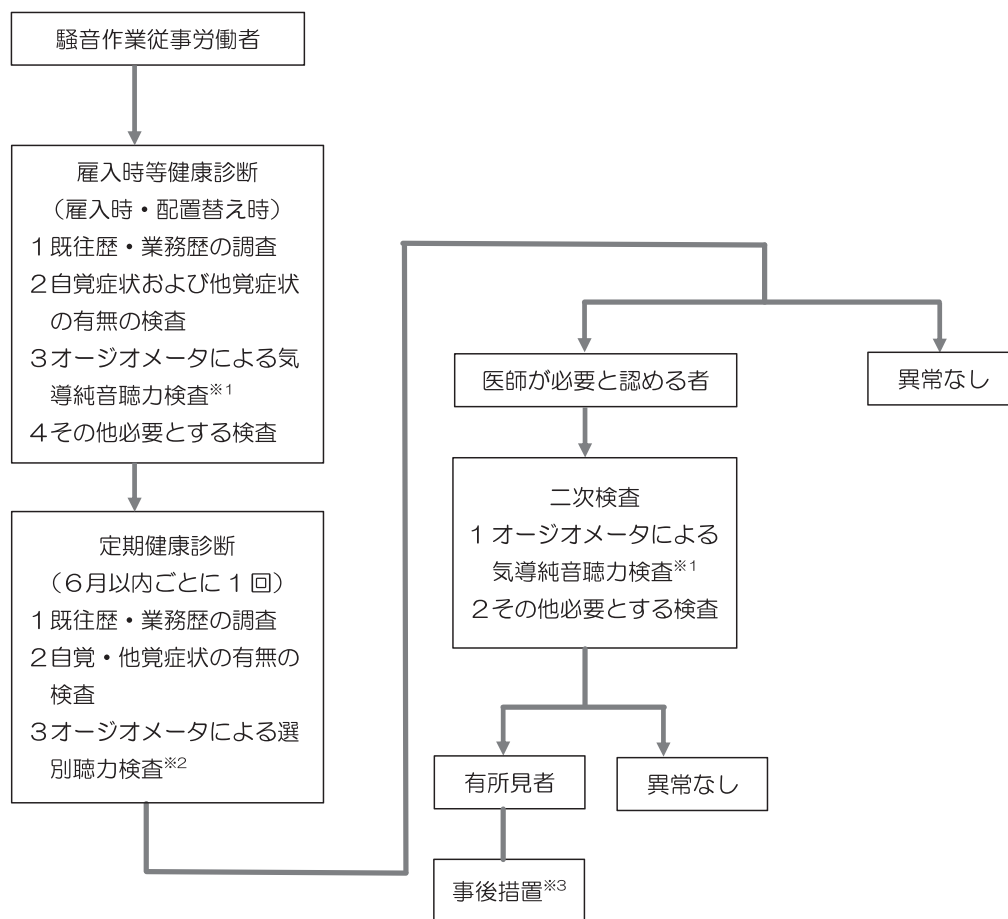 騒音作業従事労働者
雇入時等健康診断
（雇入時・配置替え時）
1既往歴・業務歴の調査
2自覚症状および他覚症状
の有無の検査
3オージオメータによる気
導純音聴力検査※1
4その他必要とする検査
定期健康診断
（6月以内ごとに 1 回）
1既往歴・業務歴の調査
2自覚・他覚症状の有無の
検査
3オージオメータによる選
別聴力検査※2
医師が必要と認める者
異常なし
二次検査
1 オージオメータによる
気導純音聴力検査※1
2その他必要とする検査
有所見者
異常なし
事後措置※3